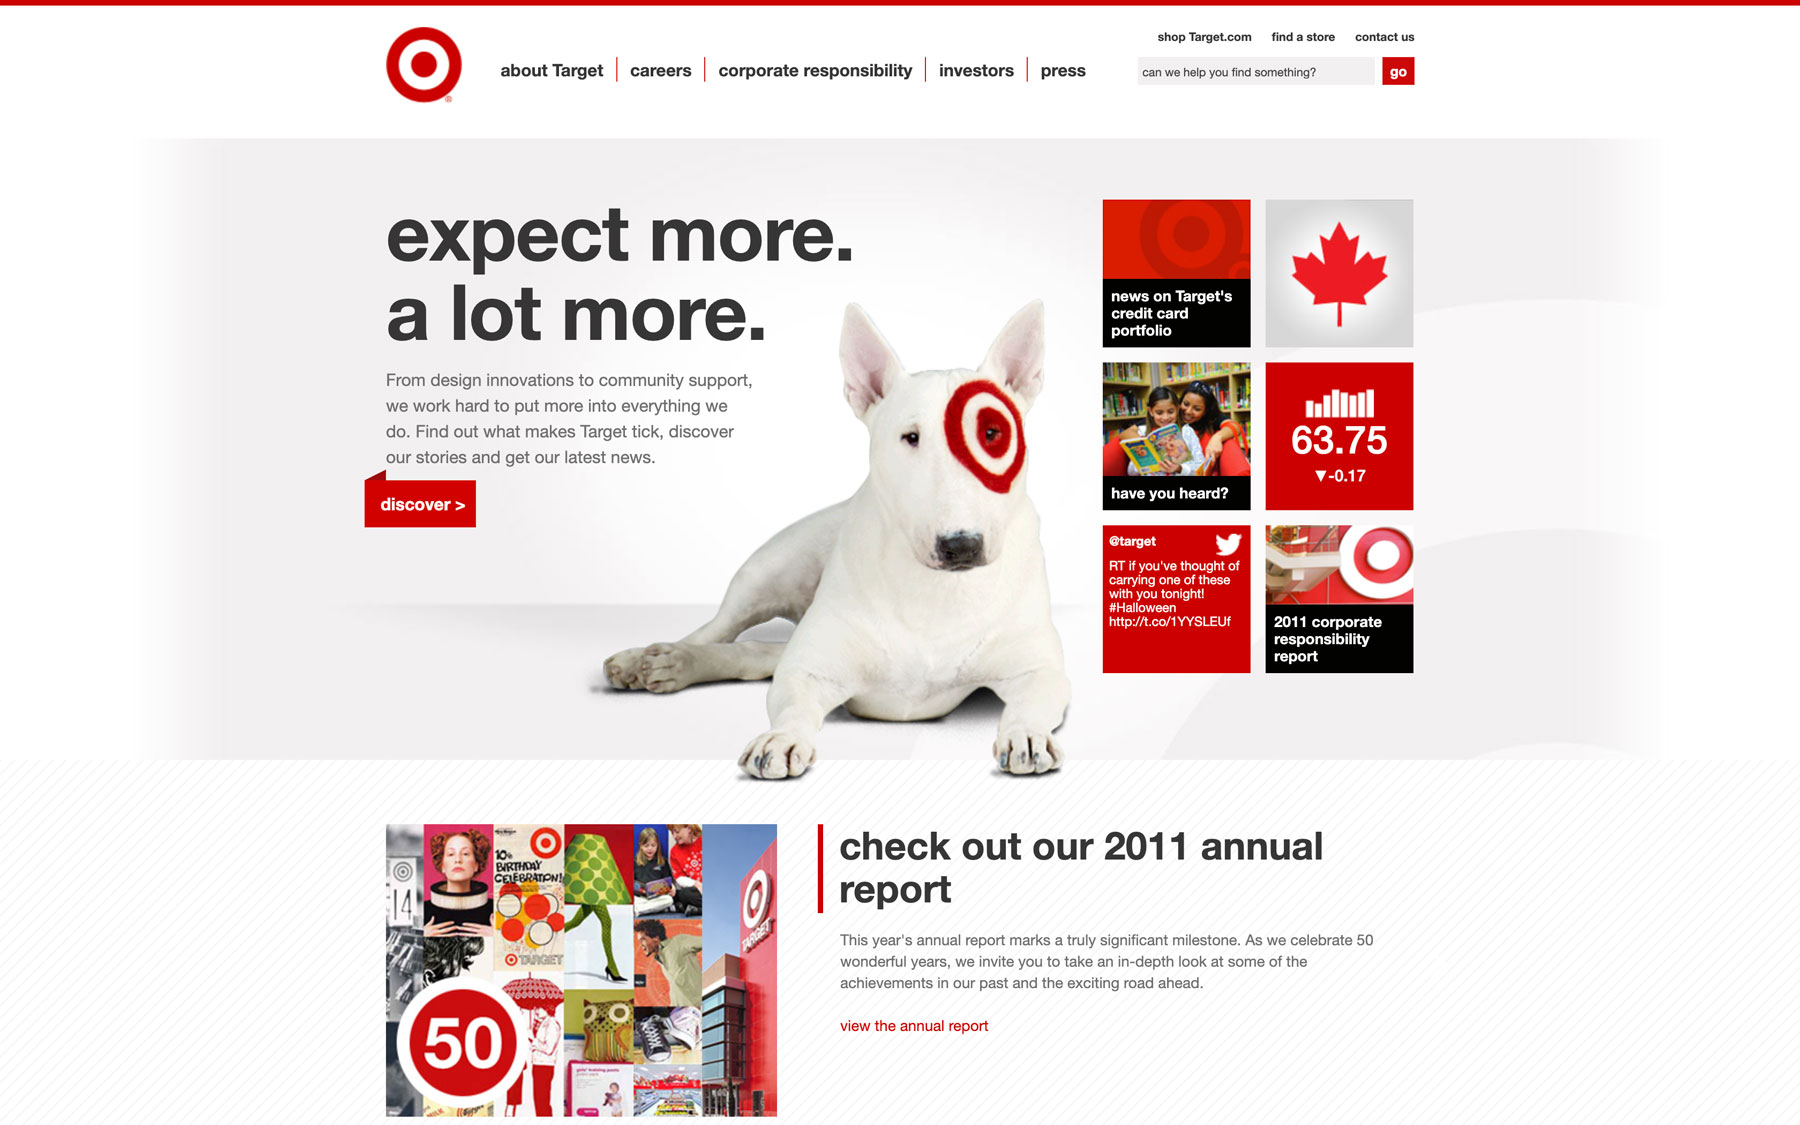 shop Target.com find a store contact us
about Target careers corporate responsibility investors press
can we help you find something? go
expect more.
a lot more.
From design innovations to community support,
we work hard to put more into everything we
do. Find out what makes Target tick, discover
our stories and get our latest news.
discover >
news on Target's
credit card
portfolio
have you heard?
63.75
▼-0.17
@target
RT if you've thought of
carrying one of these
with you tonight!
#Halloween
http://t.co/1YYSLEUf
2011 corporate
responsibility
report
14
10th
BIRTHDAY
CELEBRATION!
TARGET
TARGET
50
check out our 2011 annual
report
This year's annual report marks a truly significant milestone. As we celebrate 50
wonderful years, we invite you to take an in-depth look at some of the
achievements in our past and the exciting road ahead.
view the annual report